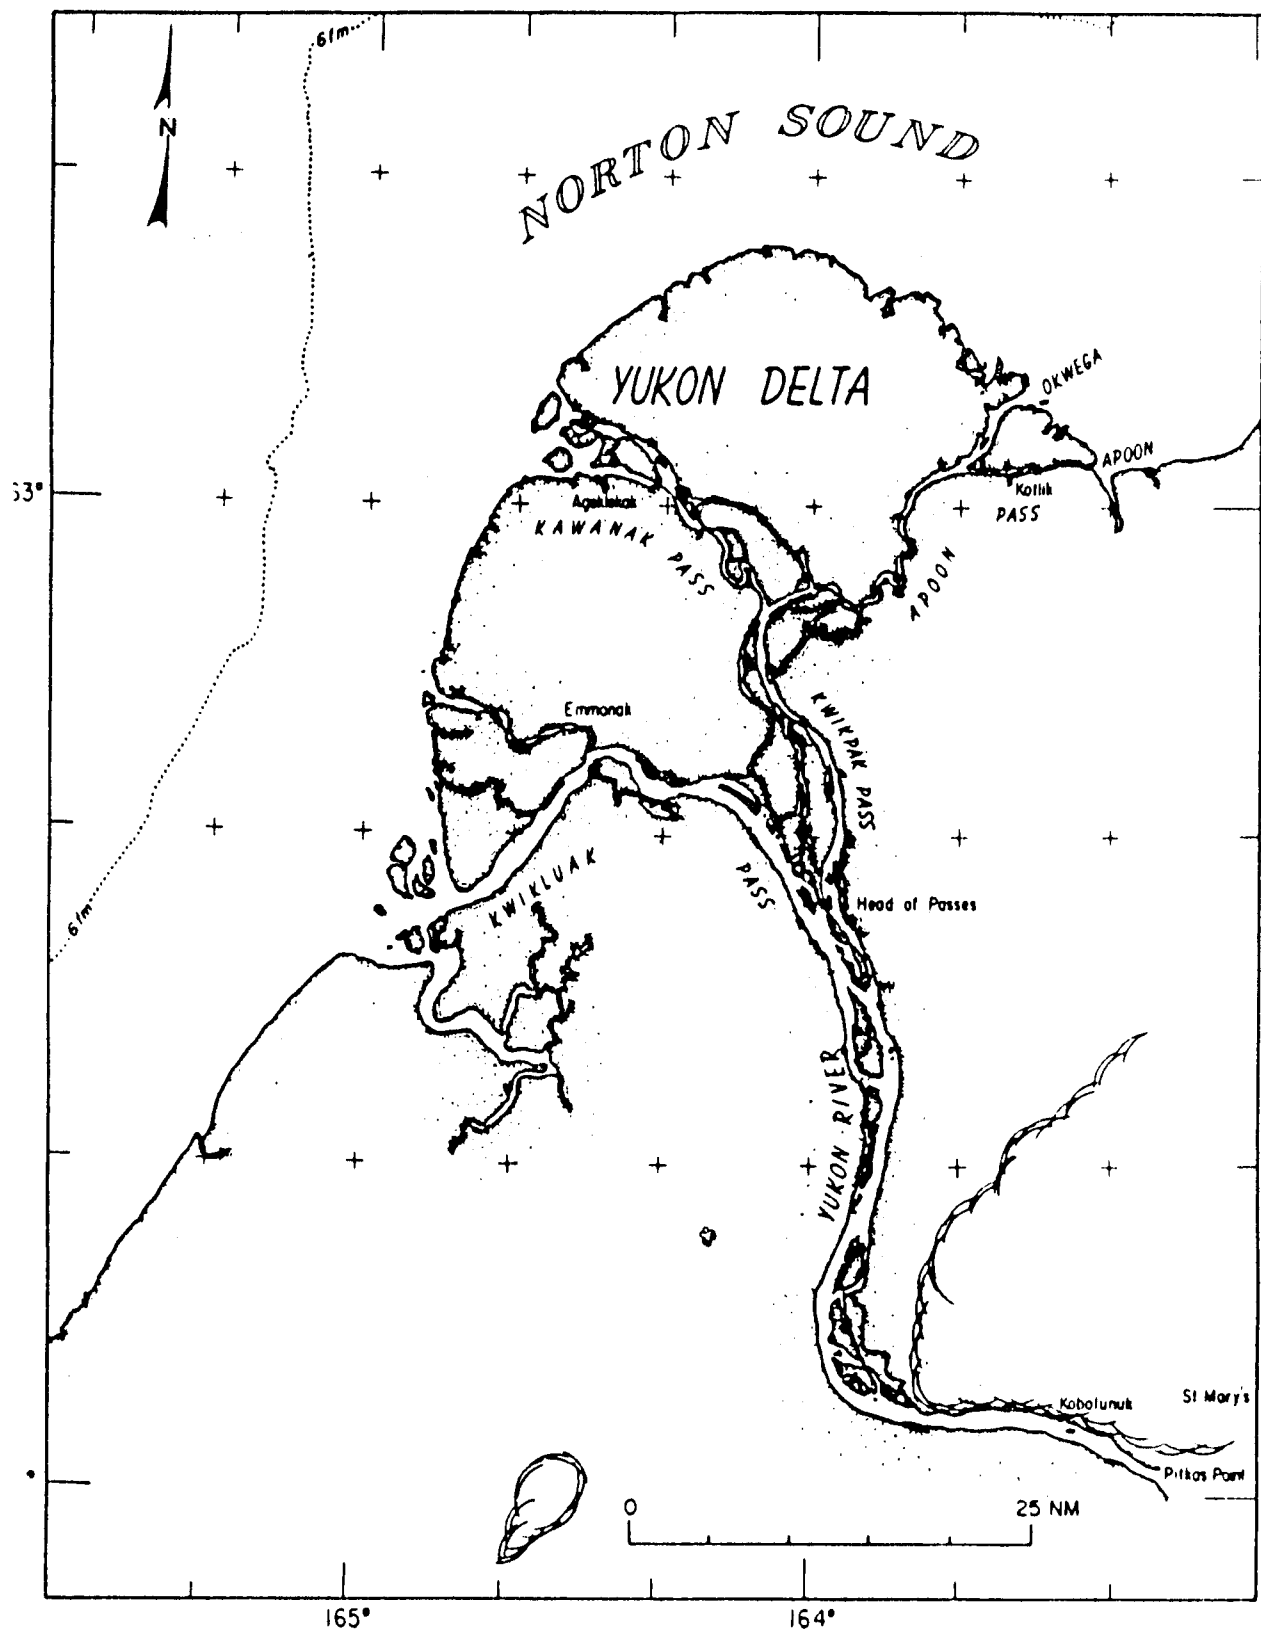 61m
N
NORTON SOUND
YUKON DELTA
OKWEGA
APOON
63°
Kotlik
PASS
KAWANAK PASS
APOON
Emmonak
KWIKPAK PASS
KWIKLUAK
PASS
Head of Passes
61m
YUKON RIVER
Kobolunuk
St Mary's
Pitkas Point
0
25 NM
165°
164°